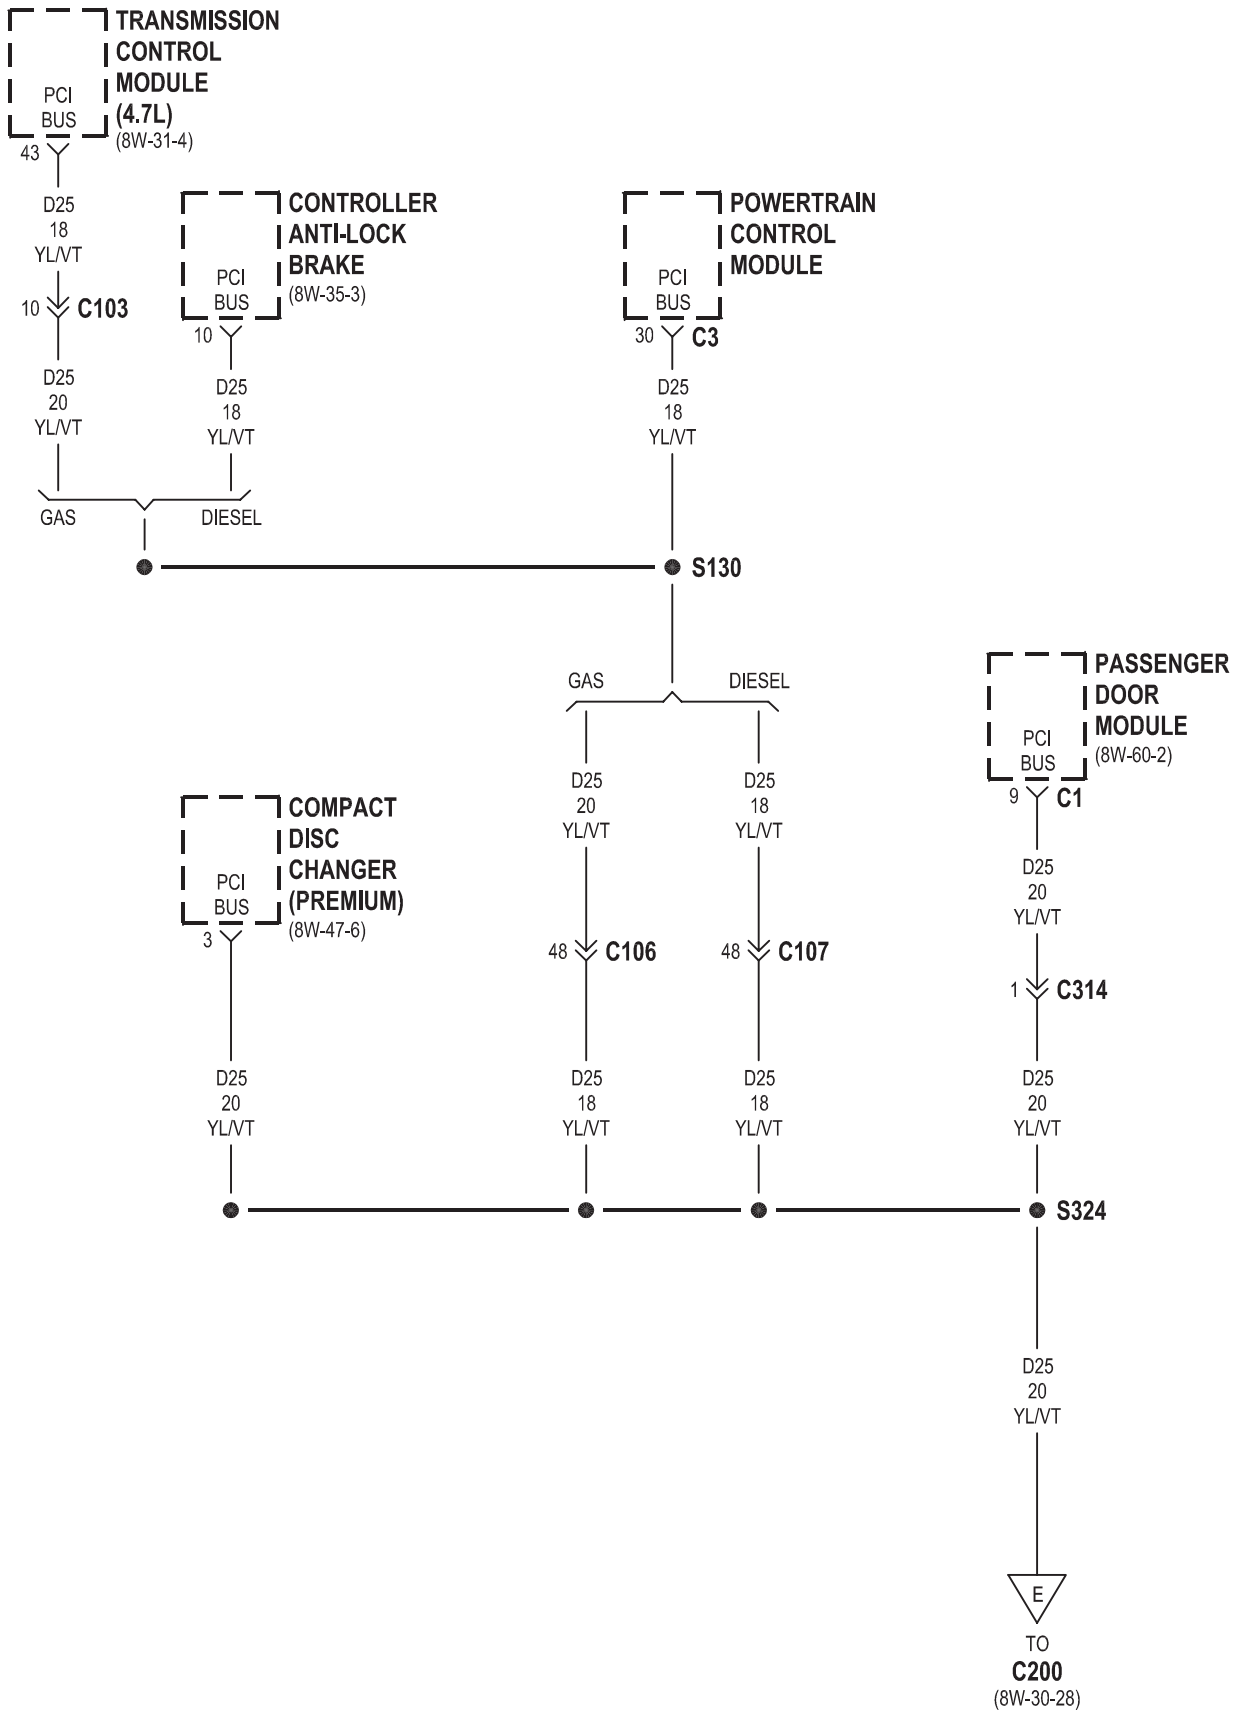 TRANSMISSION
CONTROL
MODULE
(4.7L)
(8W-31-4)
PCI
BUS
43
D25
18
YL/VT
10
C103
D25
20
YL/VT
CONTROLLER
ANTI-LOCK
BRAKE
(8W-35-3)
PCI
BUS
10
D25
18
YL/VT
GAS
DIESEL
POWERTRAIN
CONTROL
MODULE
PCI
BUS
30
C3
D25
18
YL/VT
S130
GAS
DIESEL
D25
20
YL/VT
D25
18
YL/VT
48
C106
48
C107
D25
18
YL/VT
D25
18
YL/VT
COMPACT
DISC
CHANGER
(PREMIUM)
(8W-47-6)
PCI
BUS
3
D25
20
YL/VT
PASSENGER
DOOR
MODULE
(8W-60-2)
PCI
BUS
9
C1
D25
20
YL/VT
1
C314
D25
20
YL/VT
S324
D25
20
YL/VT
E
TO
C200
(8W-30-28)